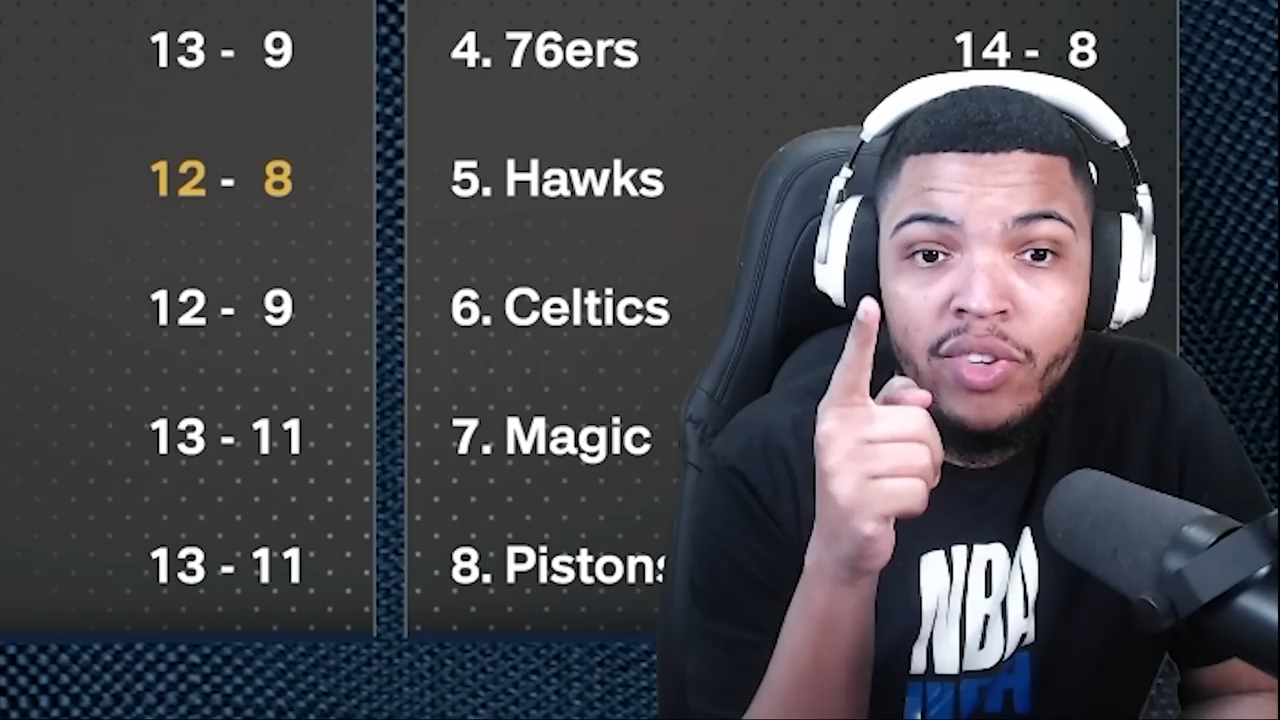 13 - 9
4. 76ers 14 - 8
12 - 8
5. Hawks
12 - 9
6. Celtics
13 - 11
7. Magic
13 - 11
8. Pistons
NBA